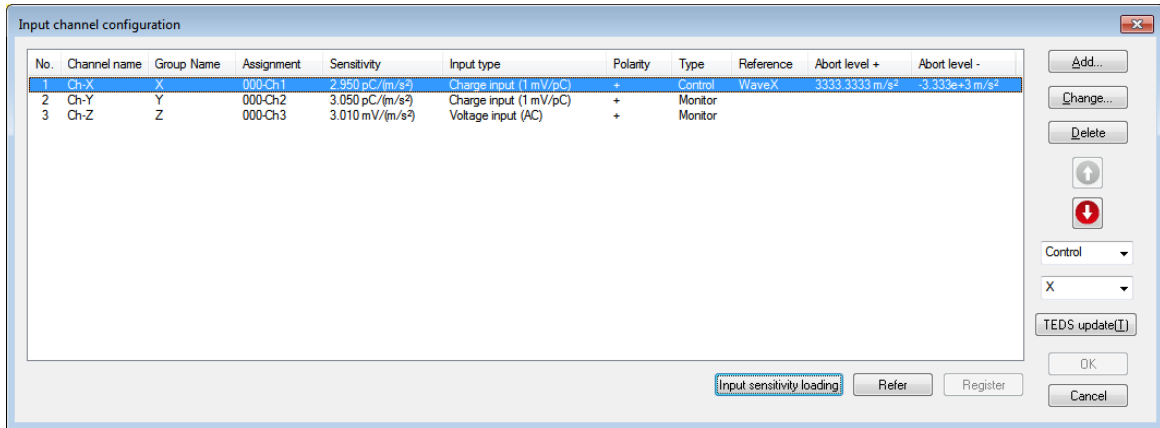 Input channel configuration
No. Channel name Group Name Assignment Sensitivity Input type Polarity Type Reference Abort level + Abort level -
1 Ch-X X 000-Ch1 2.950 pC/(m/s²) Charge input (1 mV/pC) + Control WaveX 3333.3333 m/s² -3.333e+3 m/s²
2 Ch-Y Y 000-Ch2 3.050 pC/(m/s²) Charge input (1 mV/pC) + Monitor
3 Ch-Z Z 000-Ch3 3.010 mV/(m/s²) Voltage input (AC) + Monitor
Add...
Change...
Delete
Control
X
TEDS update(T)
OK
Input sensitivity loading Refer Register
Cancel